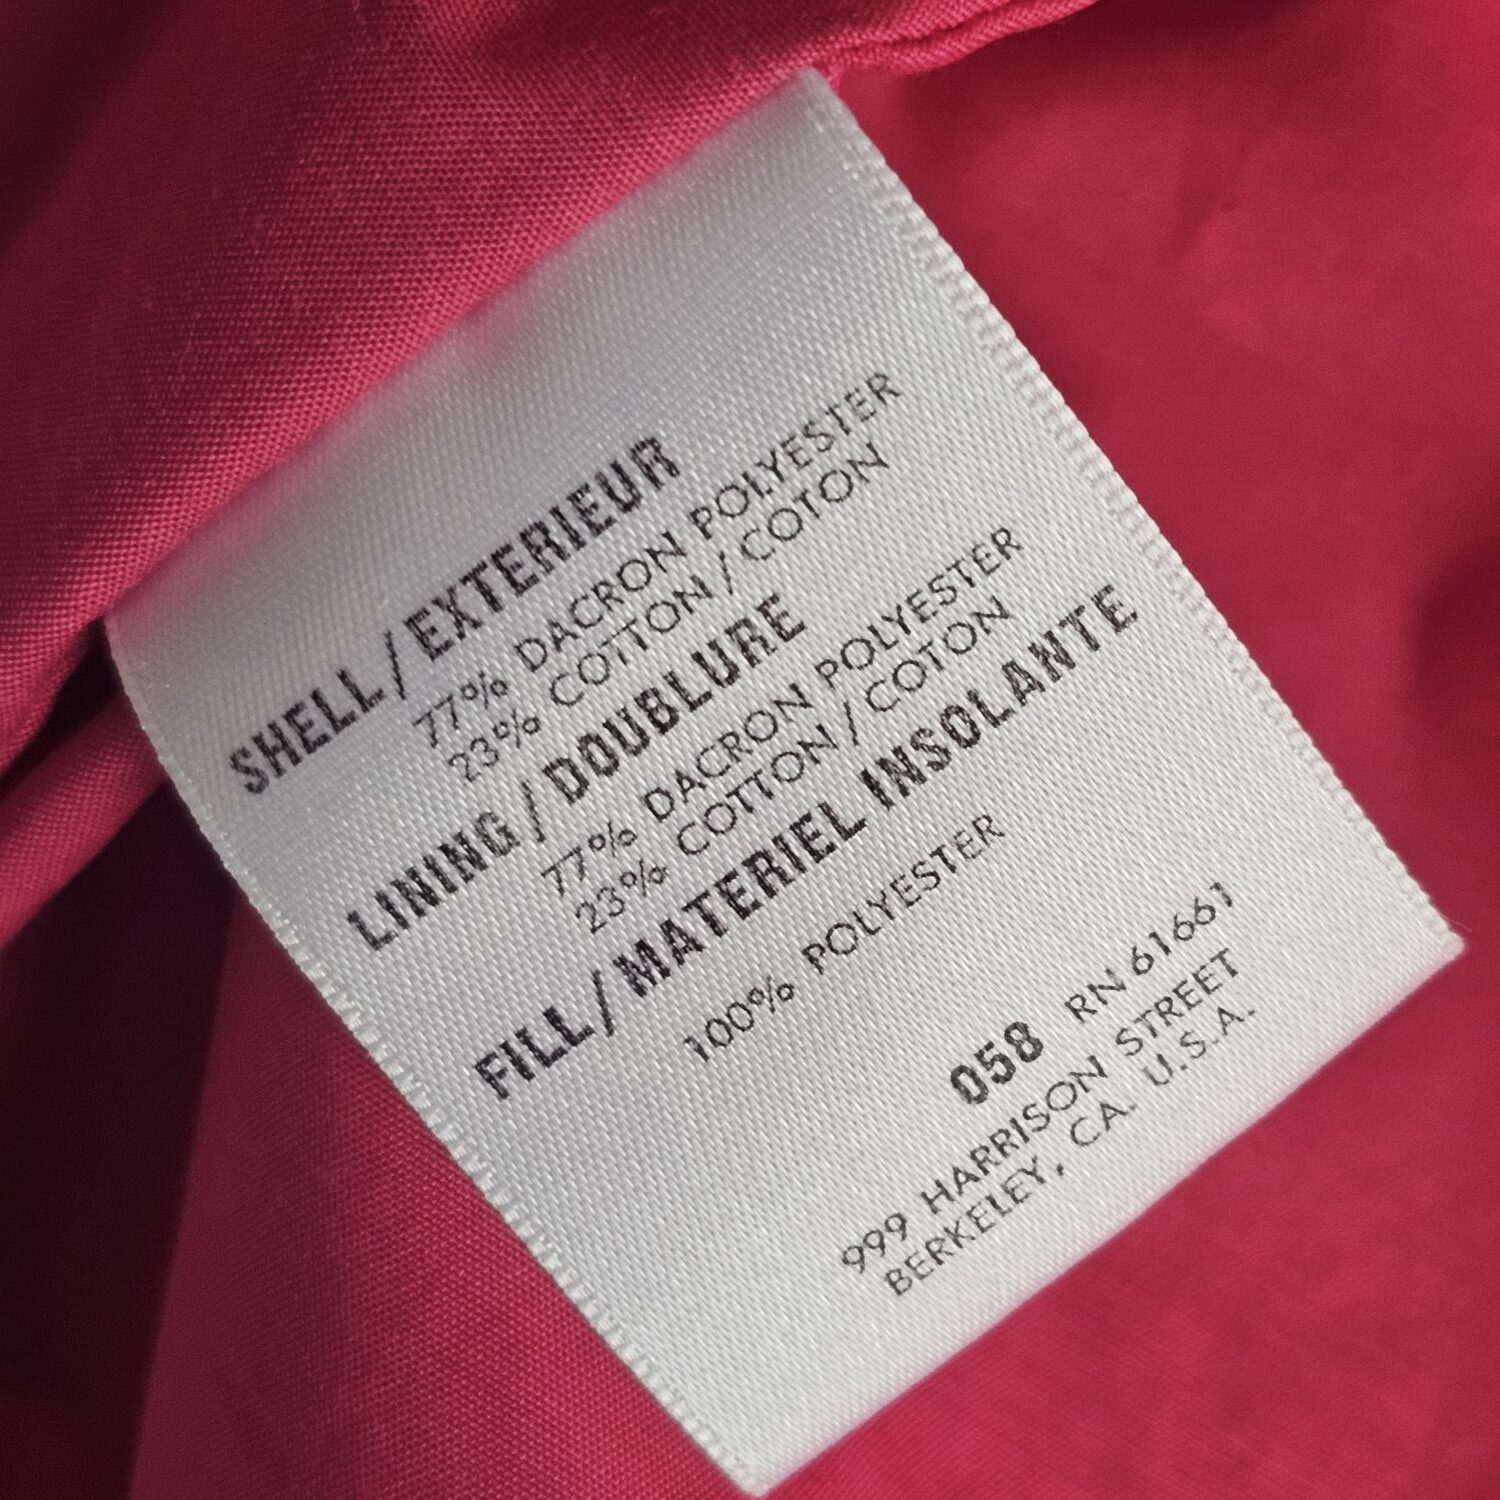 SHELL/EXTERIEUR
77% DACRON POLYESTER
23% COTTON/COTON
LINING/DOUBLURE
77% DACRON POLYESTER
23% COTTON/COTON
FILL/MATERIEL INSOLANTE
100% POLYESTER
058 RN 61661
999 HARRISON STREET
BERKELEY, CA. U.S.A.